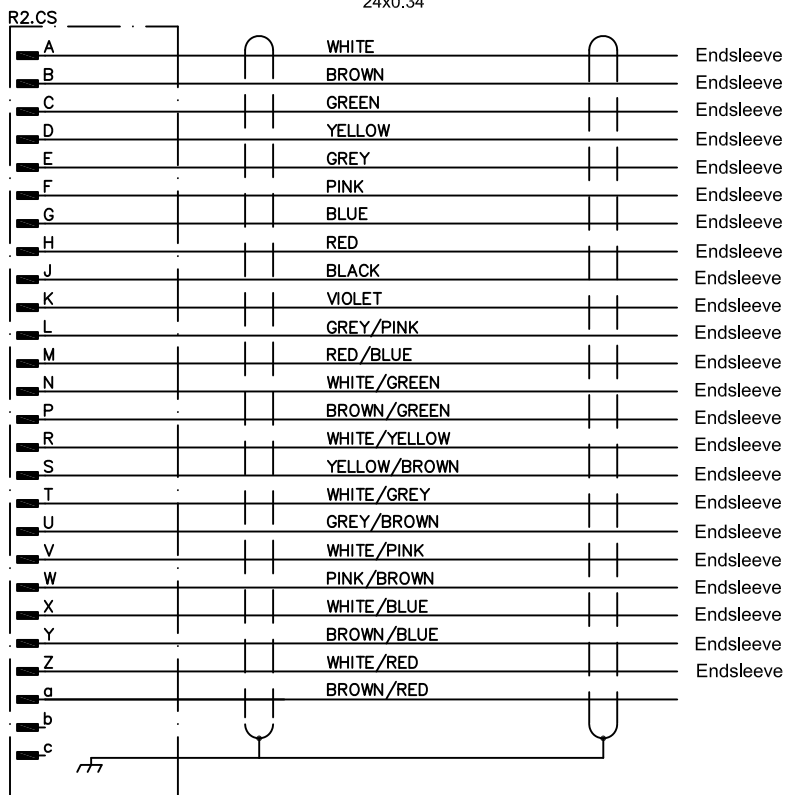 24x0.34
R2.CS
A WHITE Endsleeve
B BROWN Endsleeve
C GREEN Endsleeve
D YELLOW Endsleeve
E GREY Endsleeve
F PINK Endsleeve
G BLUE Endsleeve
H RED Endsleeve
J BLACK Endsleeve
K VIOLET Endsleeve
L GREY/PINK Endsleeve
M RED/BLUE Endsleeve
N WHITE/GREEN Endsleeve
P BROWN/GREEN Endsleeve
R WHITE/YELLOW Endsleeve
S YELLOW/BROWN Endsleeve
T WHITE/GREY Endsleeve
U GREY/BROWN Endsleeve
V WHITE/PINK Endsleeve
W PINK/BROWN Endsleeve
X WHITE/BLUE Endsleeve
Y BROWN/BLUE Endsleeve
Z WHITE/RED Endsleeve
a BROWN/RED
b
c